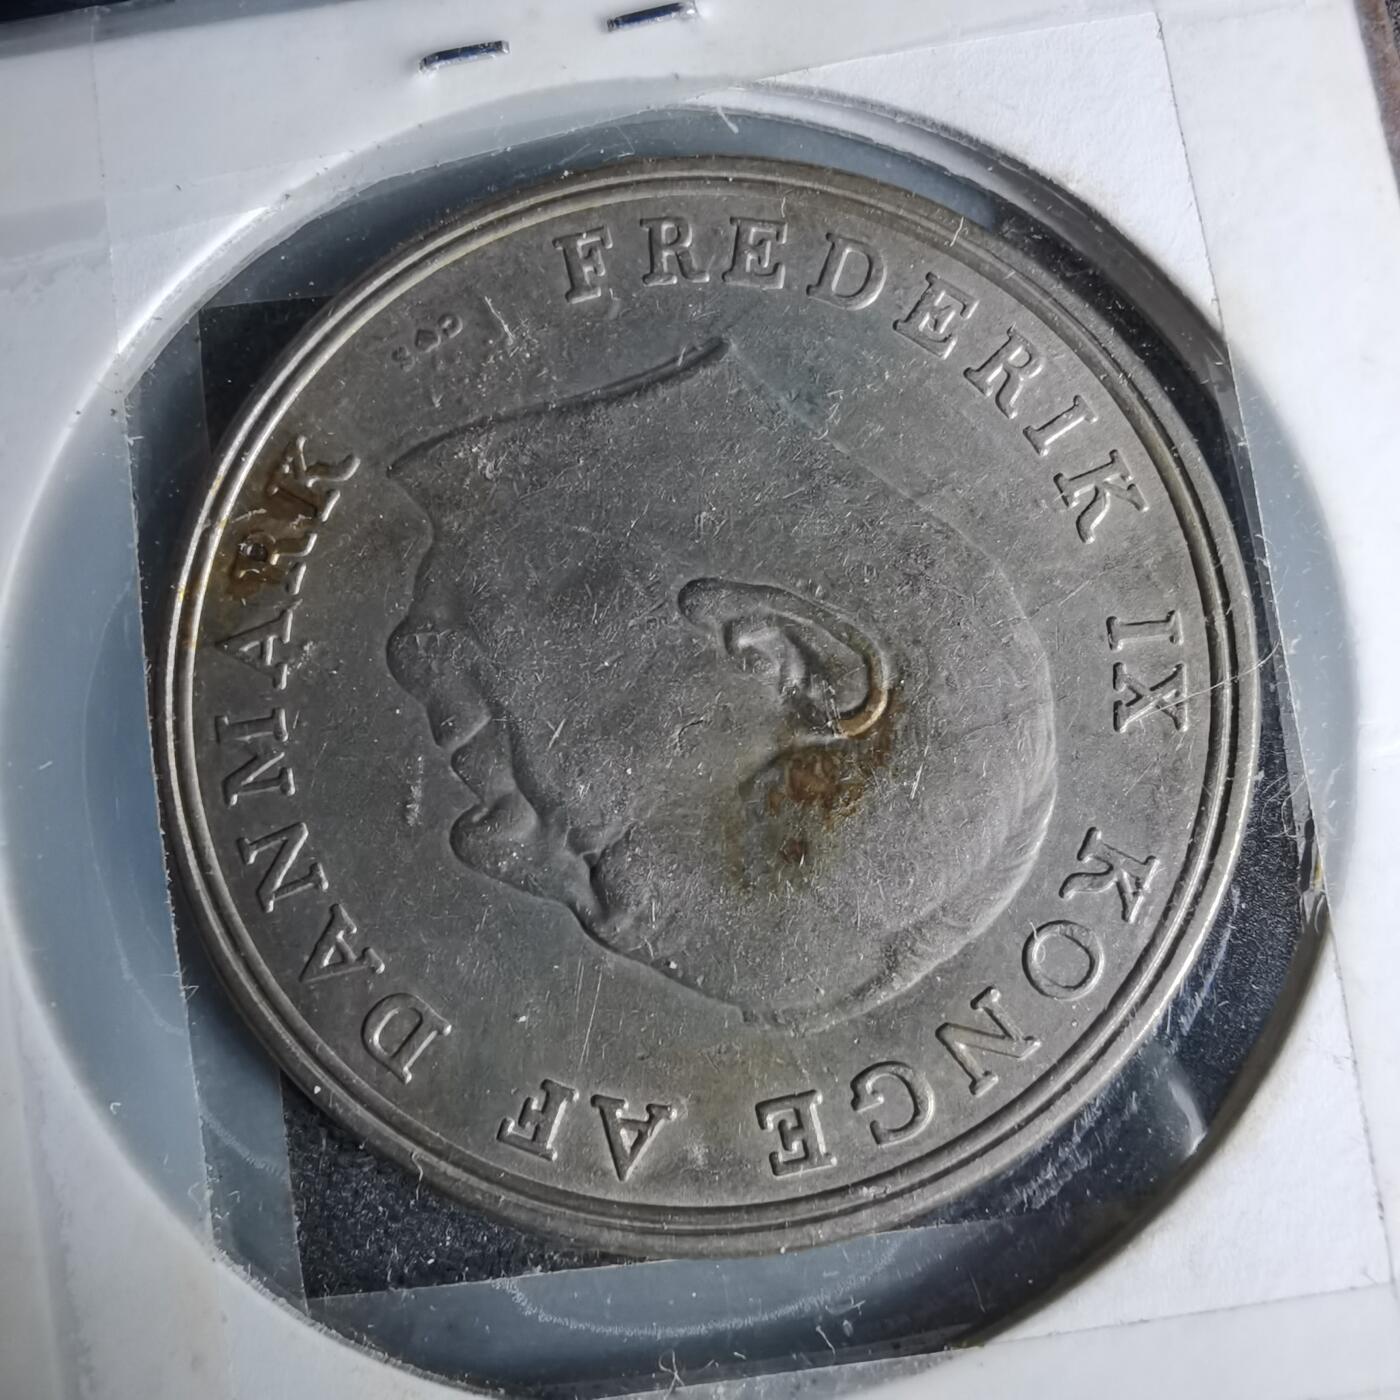 FREDERIK IX KONGE AF DANMARK